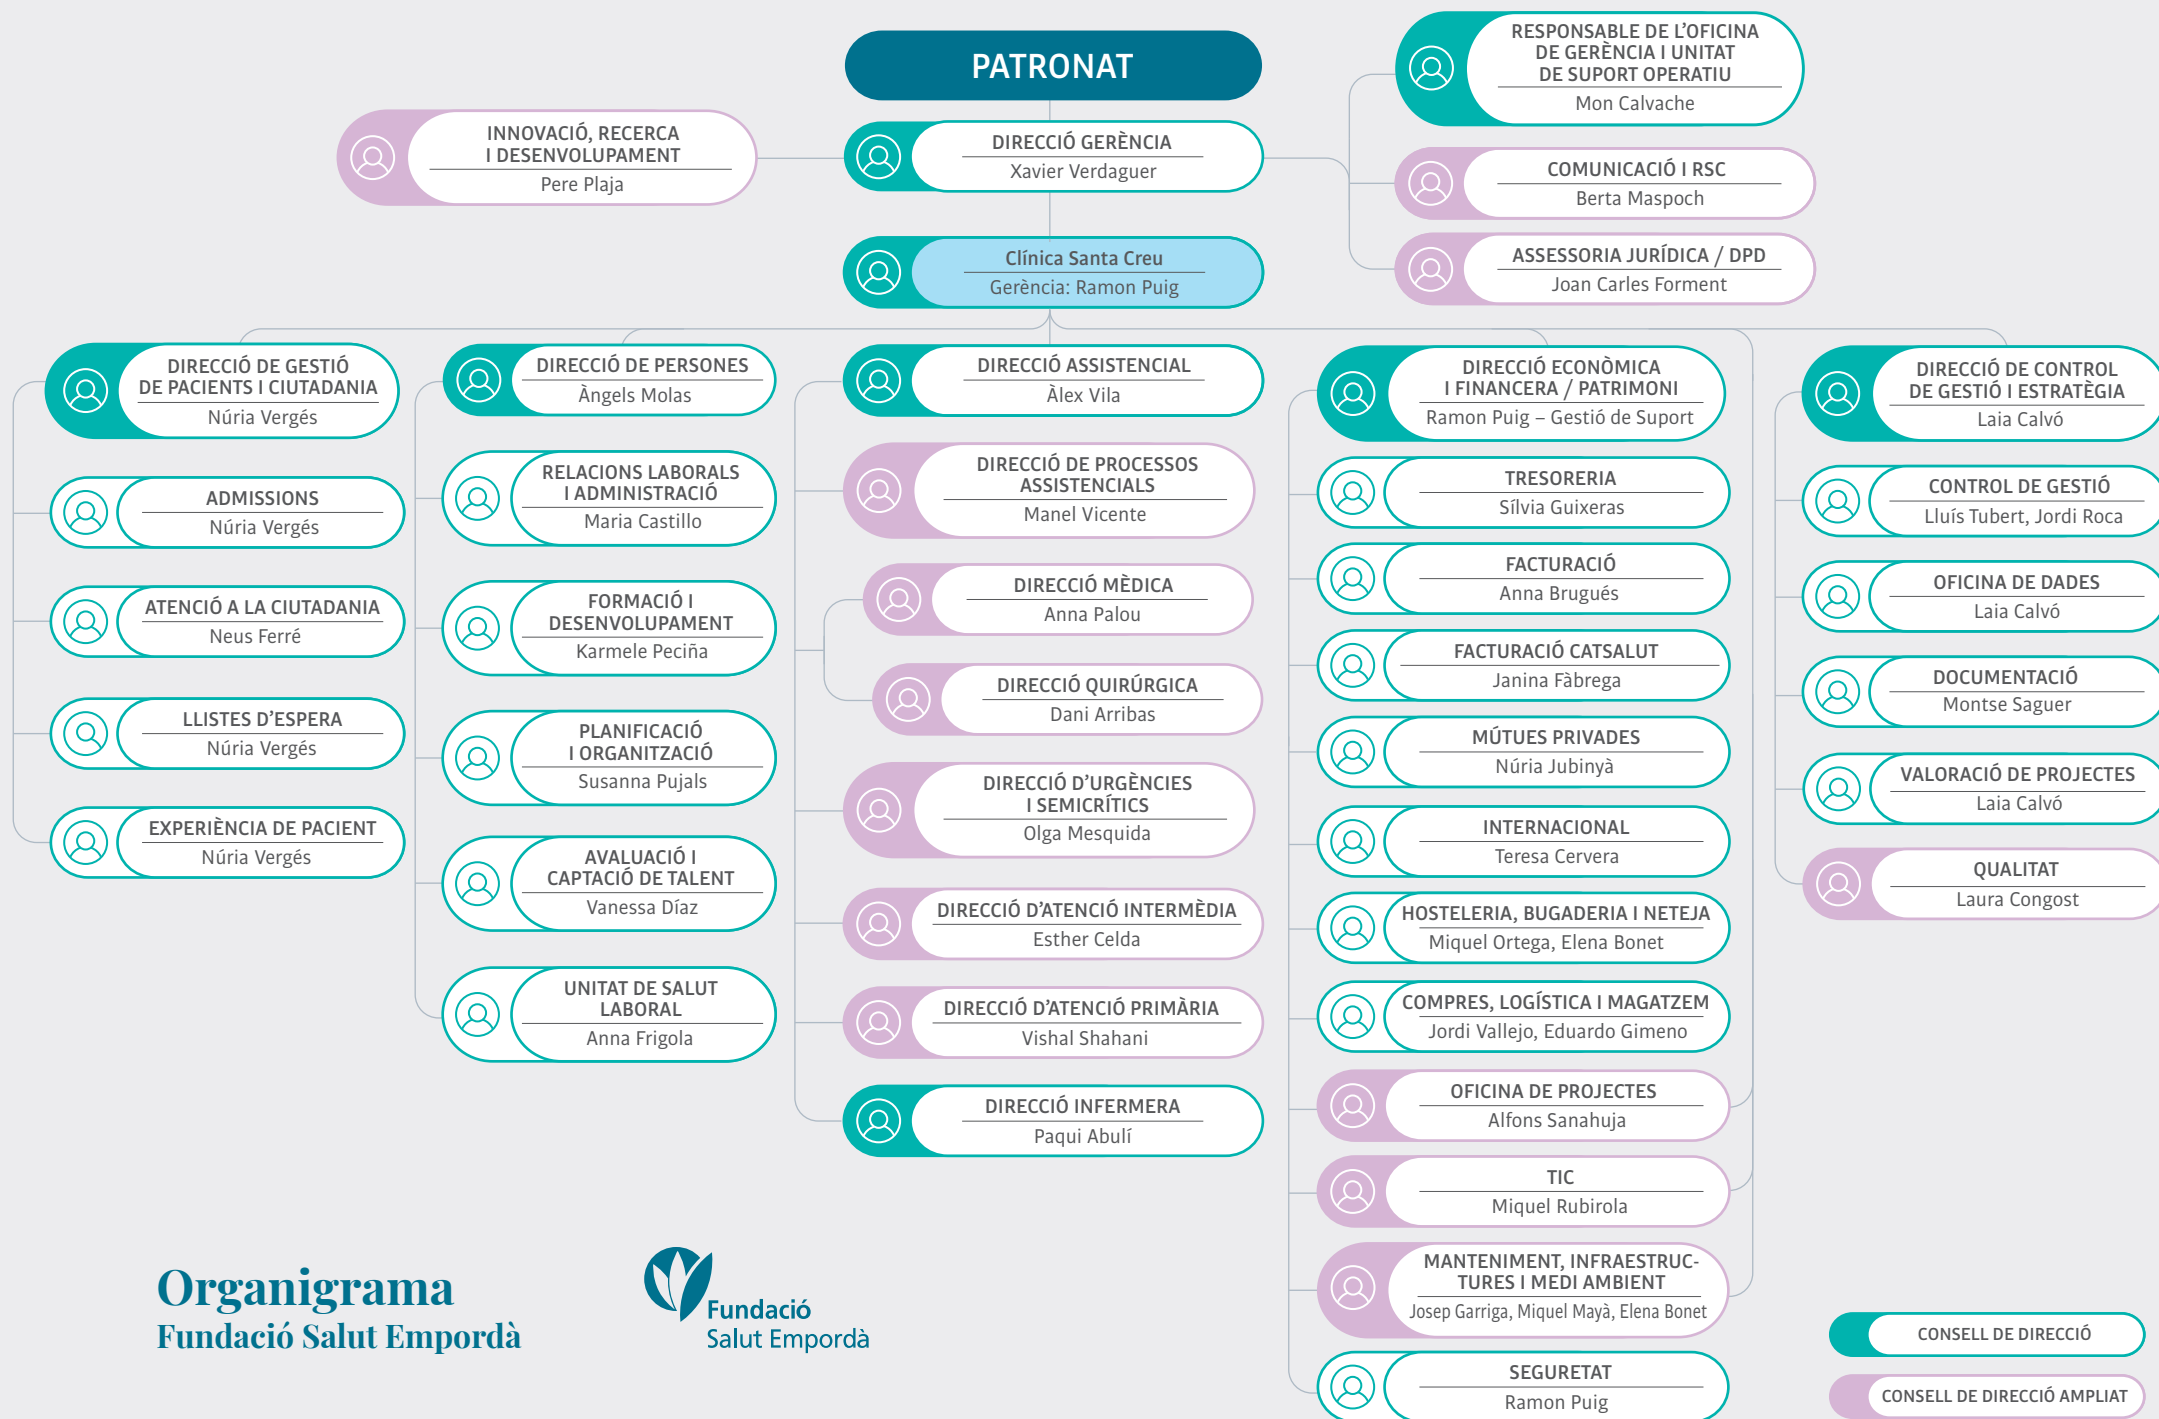 PATRONAT
RESPONSABLE DE L’OFICINA
DE GERÈNCIA I UNITAT
DE SUPORT OPERATIU
Mon Calvache
INNOVACIÓ, RECERCA
I DESENVOLUPAMENT
Pere Plaja
DIRECCIÓ GERÈNCIA
Xavier Verdaguer
COMUNICACIÓ I RSC
Berta Maspoch
Clínica Santa Creu
Gerència: Ramon Puig
ASSESSORIA JURÍDICA / DPD
Joan Carles Forment
DIRECCIÓ DE GESTIÓ
DE PACIENTS I CIUTADANIA
Núria Vergés
ADMISSIONS
Núria Vergés
ATENCIÓ A LA CIUTADANIA
Neus Ferré
LLISTES D’ESPERA
Núria Vergés
EXPERIÈNCIA DE PACIENT
Núria Vergés
DIRECCIÓ DE PERSONES
Àngels Molas
RELACIONS LABORALS
I ADMINISTRACIÓ
Maria Castillo
FORMACIÓ I
DESENVOLUPAMENT
Karmele Peciña
PLANIFICACIÓ
I ORGANITZACIÓ
Susanna Pujals
AVALUACIÓ I
CAPTACIÓ DE TALENT
Vanessa Díaz
UNITAT DE SALUT
LABORAL
Anna Frigola
DIRECCIÓ ASSISTENCIAL
Àlex Vila
DIRECCIÓ DE PROCESSOS
ASSISTENCIALS
Manel Vicente
DIRECCIÓ MÈDICA
Anna Palou
DIRECCIÓ QUIRÚRGICA
Dani Arribas
DIRECCIÓ D’URGÈNCIES
I SEMICRÍTICS
Olga Mesquida
DIRECCIÓ D’ATENCIÓ INTERMÈDIA
Esther Celda
DIRECCIÓ D’ATENCIÓ PRIMÀRIA
Vishal Shahani
DIRECCIÓ INFERMERA
Paqui Abulí
DIRECCIÓ ECONÒMICA
I FINANCERA / PATRIMONI
Ramon Puig – Gestió de Suport
TRESORERIA
Sílvia Guixeras
FACTURACIÓ
Anna Brugués
FACTURACIÓ CATSALUT
Janina Fàbrega
MÚTUES PRIVADES
Núria Jubinyà
INTERNACIONAL
Teresa Cervera
HOSTELERIA, BUGADERIA I NETEJA
Miquel Ortega, Elena Bonet
COMPRES, LOGÍSTICA I MAGATZEM
Jordi Vallejo, Eduardo Gimeno
OFICINA DE PROJECTES
Alfons Sanahuja
TIC
Miquel Rubirola
MANTENIMENT, INFRAESTRUC-
TURES I MEDI AMBIENT
Josep Garriga, Miquel Mayà, Elena Bonet
SEGURETAT
Ramon Puig
DIRECCIÓ DE CONTROL
DE GESTIÓ I ESTRATÈGIA
Laia Calvó
CONTROL DE GESTIÓ
Lluís Tubert, Jordi Roca
OFICINA DE DADES
Laia Calvó
DOCUMENTACIÓ
Montse Saguer
VALORACIÓ DE PROJECTES
Laia Calvó
QUALITAT
Laura Congost
Organigrama
Fundació Salut Empordà
Fundació
Salut Empordà
CONSELL DE DIRECCIÓ
CONSELL DE DIRECCIÓ AMPLIAT